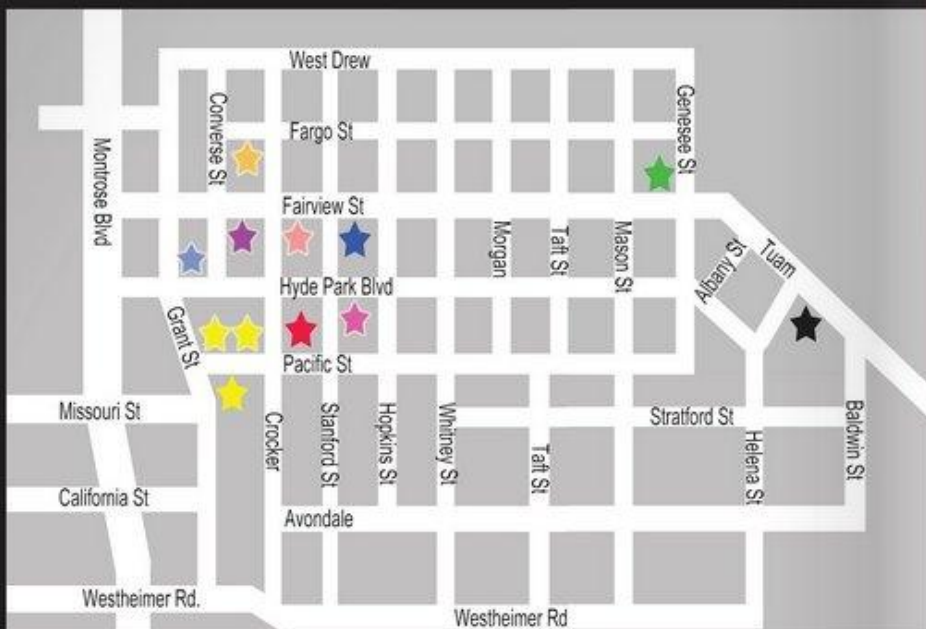 West Drew
Converse St
Genesee St
Fargo St
Montrose Blvd
Fairview St
Morgan
Taft St
Mason St
Albany St
Tuam
Hyde Park Blvd
Grant St
Pacific St
Missouri St
Crocker
Stanford St
Hopkins St
Whitney St
Stratford St
Baldwin St
Taft St
Helena St
California St
Avondale
Westheimer Rd.
Westheimer Rd